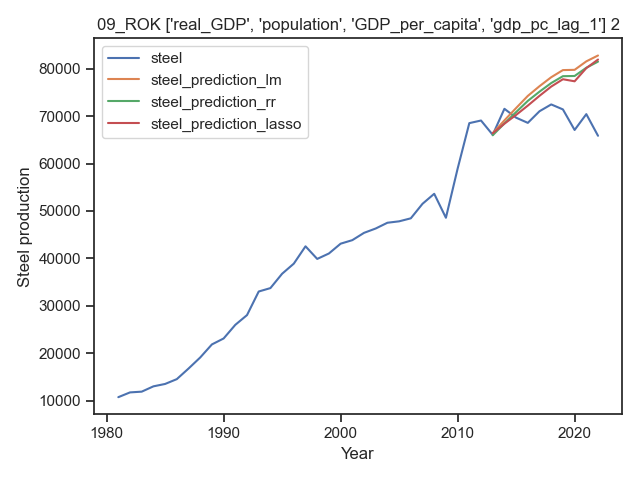 09_ROK ['real_GDP', 'population', 'GDP_per_capita', 'gdp_pc_lag_1'] 2
steel
steel_prediction_lm
steel_prediction_rr
steel_prediction_lasso
Steel production
80000
70000
60000
50000
40000
30000
20000
10000
1980 1990 2000 2010 2020
Year